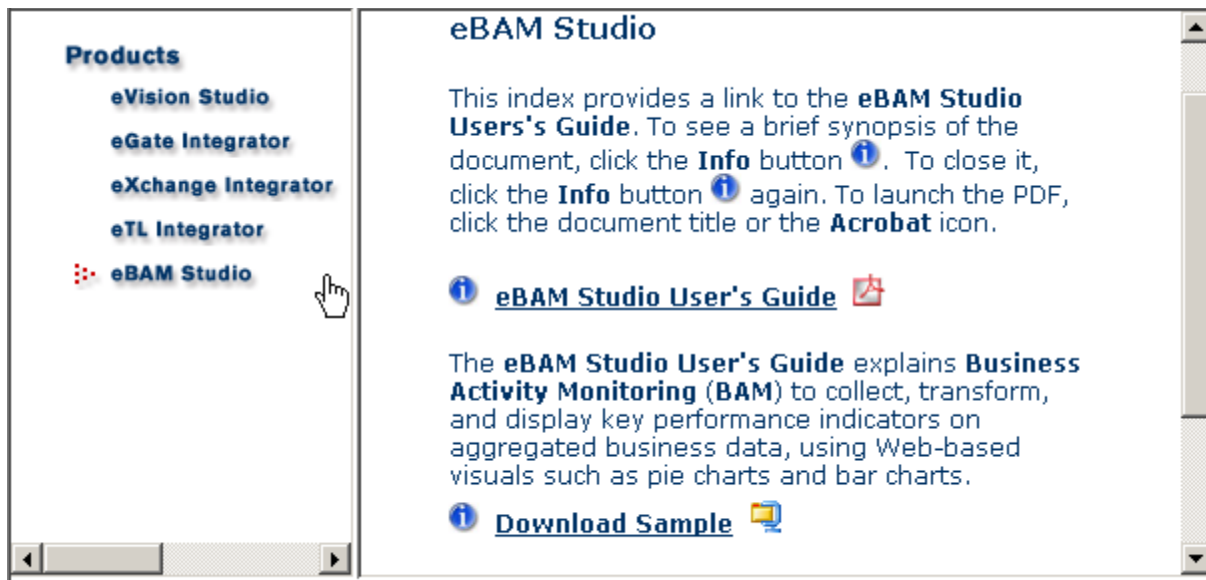 Products
eVision Studio
eGate Integrator
eXchange Integrator
eTL Integrator
eBAM Studio
eBAM Studio
This index provides a link to the eBAM Studio
Users's Guide. To see a brief synopsis of the
document, click the Info button i. To close it,
click the Info button i again. To launch the PDF,
click the document title or the Acrobat icon.
i eBAM Studio User's Guide
The eBAM Studio User's Guide explains Business
Activity Monitoring (BAM) to collect, transform,
and display key performance indicators on
aggregated business data, using Web-based
visuals such as pie charts and bar charts.
i Download Sample